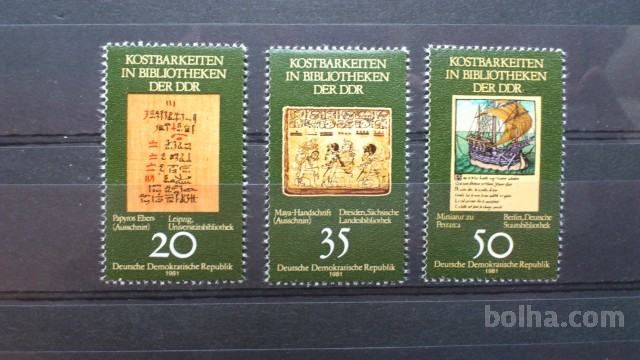 KOSTBARKEITEN
IN BIBLIOTHEKEN
DER DDR
Papyros Ebers
(Ausschnitt)
Leipzig,
Universitätsbibliothek
20
Deutsche Demokratische Republik
1981
KOSTBARKEITEN
IN BIBLIOTHEKEN
DER DDR
Maya-Handschrift
(Ausschnitt)
Dresden, Sächsische
Landesbibliothek
35
Deutsche Demokratische Republik
1981
KOSTBARKEITEN
IN BIBLIOTHEKEN
DER DDR
Miniatur zu
Petrarca
Berlin, Deutsche
Staatsbibliothek
50
Deutsche Demokratische Republik
1981
bolha.com